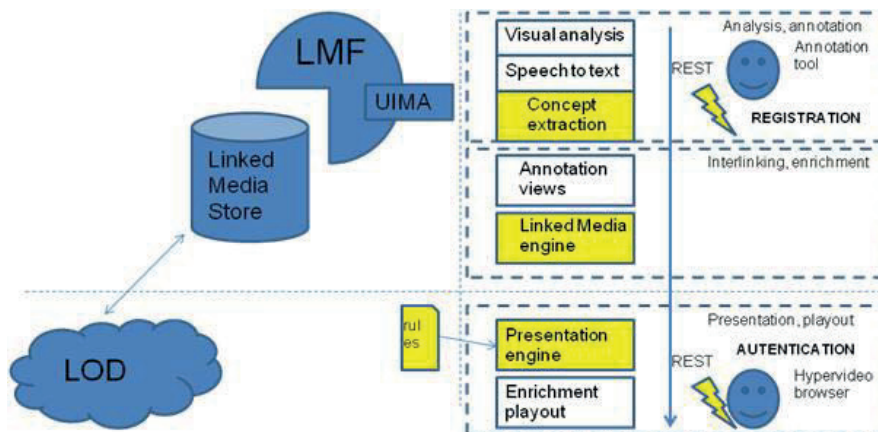 LMF
UIMA
Linked
Media
Store
LOD
Visual analysis
Speech to text
Concept
extraction
Analysis, annotation
Annotation
tool
REST
REGISTRATION
Annotation
views
Linked Media
engine
Interlinking, enrichment
rul
es
Presentation
engine
Enrichment
playout
Presentation, playout
AUTENTICATION
REST
Hypervideo
browser